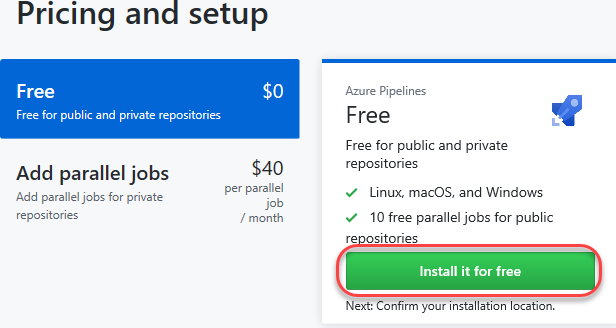 Pricing and setup
Free
$0
Free for public and private repositories
Add parallel jobs
$40
Add parallel jobs for private
repositories
per parallel
job
/ month
Azure Pipelines
Free
Free for public and private
repositories
Linux, macOS, and Windows
10 free parallel jobs for public
repositories
Install it for free
Next: Confirm your installation location.